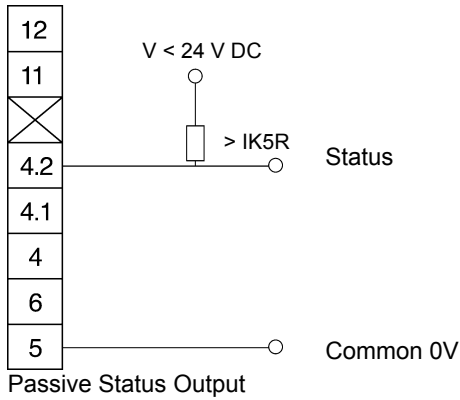 12
V < 24 V DC
11
> IK5R
4.2
Status
4.1
4
6
5
Common 0V
Passive Status Output